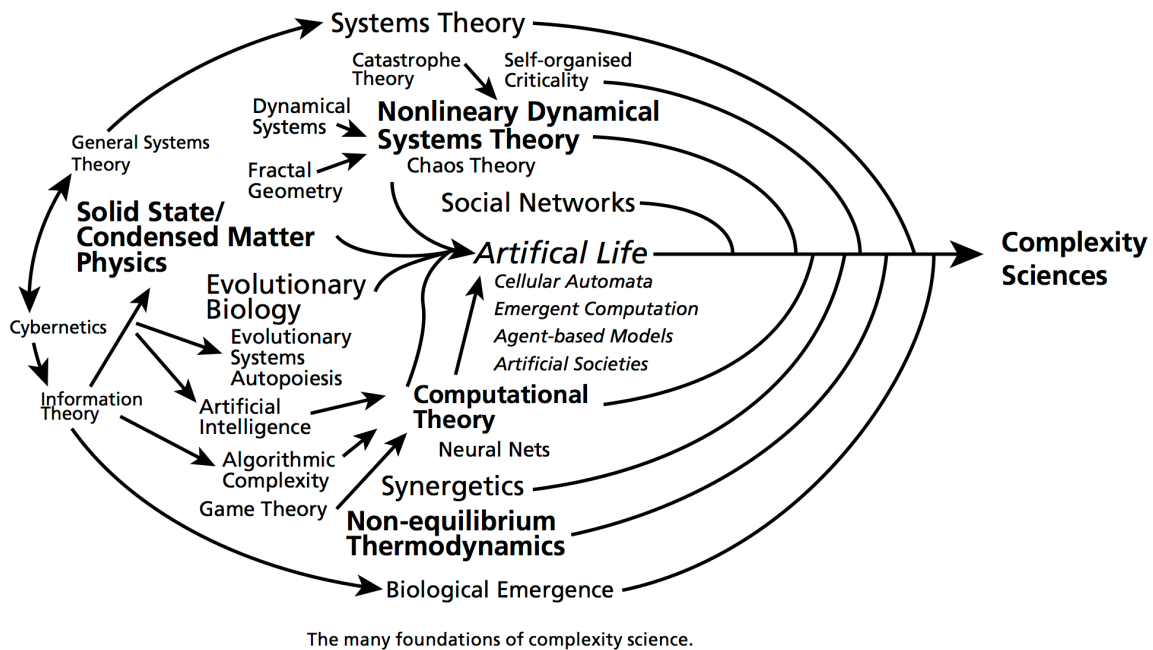 Systems Theory
Catastrophe
Theory
Self-organised
Criticality
Dynamical
Systems
Nonlineary Dynamical
Systems Theory
Chaos Theory
General Systems
Theory
Fractal
Geometry
Social Networks
Solid State/
Condensed Matter
Physics
Artifical Life
Complexity
Sciences
Cellular Automata
Emergent Computation
Agent-based Models
Artificial Societies
Evolutionary
Biology
Cybernetics
Evolutionary
Systems
Autopoiesis
Information
Theory
Artificial
Intelligence
Computational
Theory
Neural Nets
Algorithmic
Complexity
Game Theory
Synergetics
Non-equilibrium
Thermodynamics
Biological Emergence
The many foundations of complexity science.